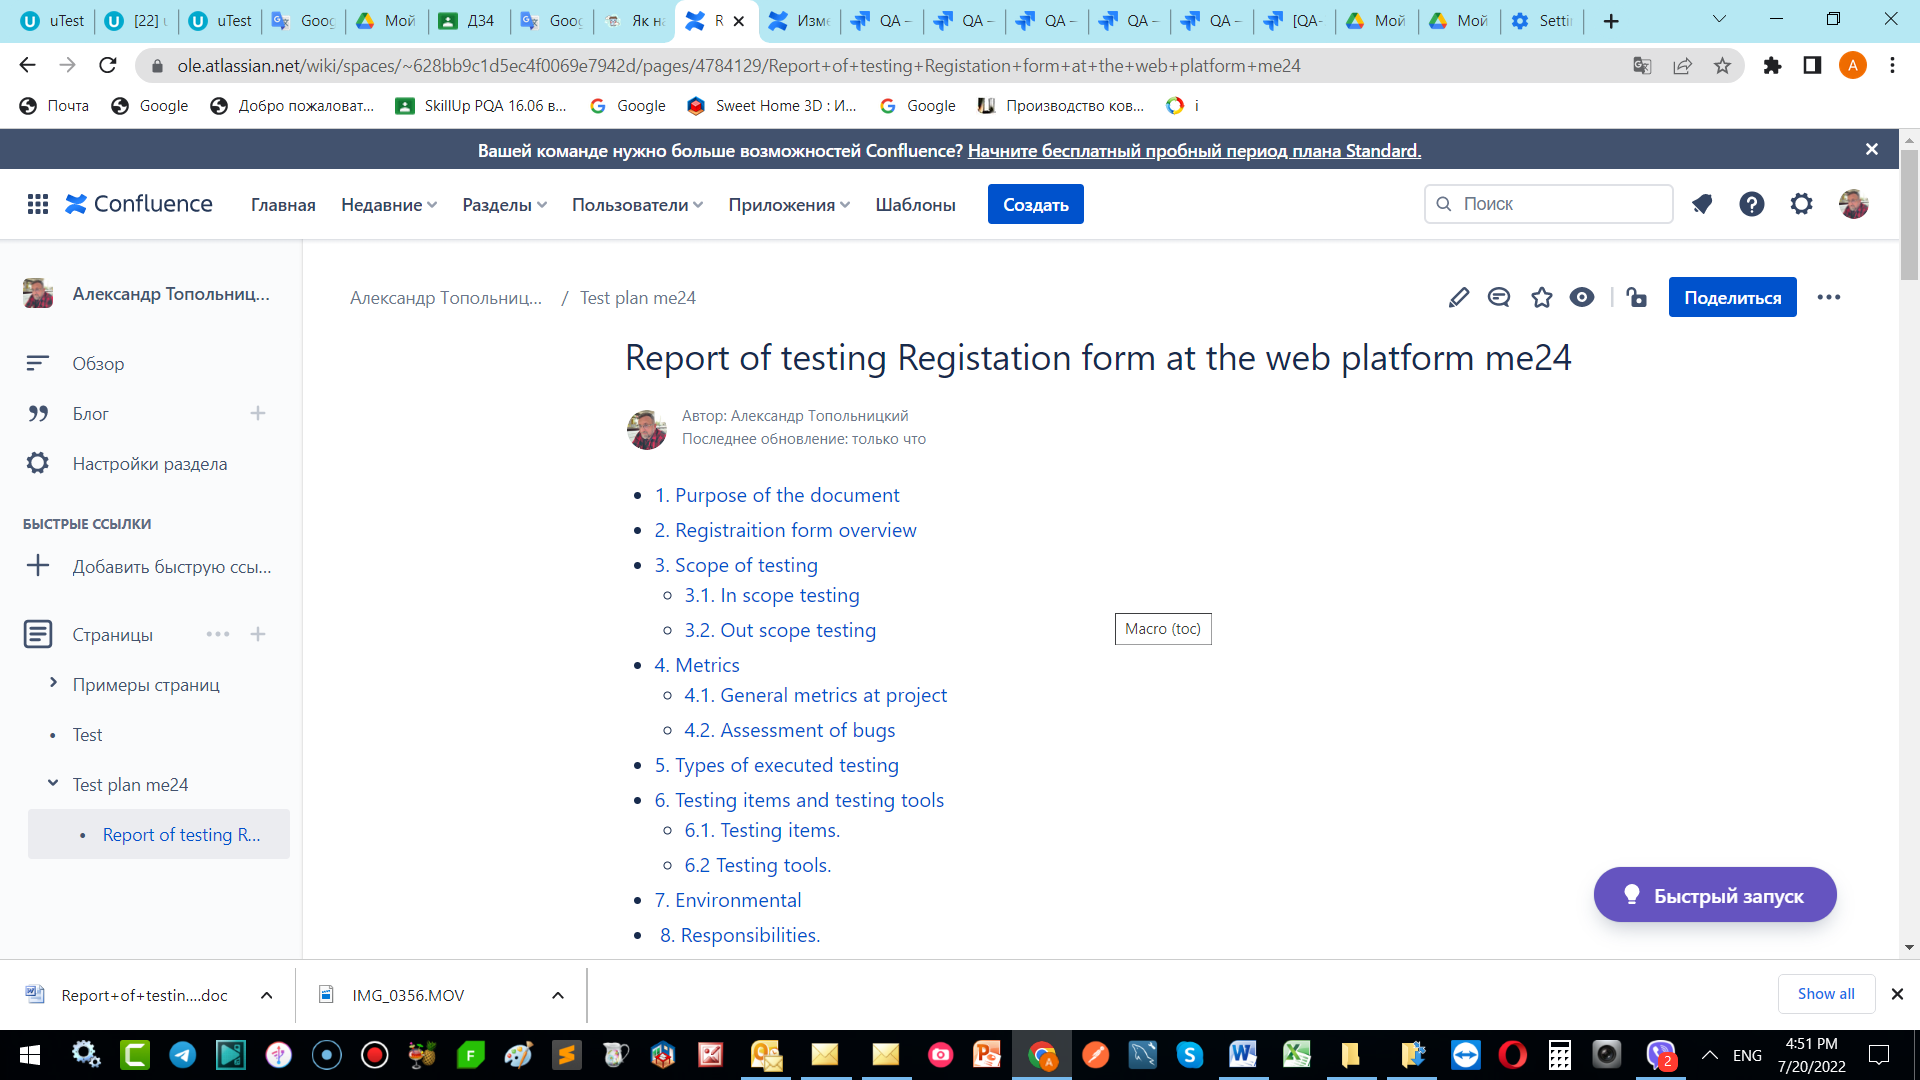 uTest
[22] u
uTest
Goog
Мой
ДЗ4
Goog
Як на
R
Изме
QA –
QA –
QA –
QA –
QA –
[QA-
Мой
Мой
Setti
ole.atlassian.net/wiki/spaces/~628bb9c1d5ec4f0069e7942d/pages/4784129/Report+of+testing+Registation+form+at+the+web+platform+me24
A
Почта
Google
Добро пожаловат...
SkillUp PQA 16.06 в...
Google
Sweet Home 3D : И...
Google
Производство ков...
i
Вашей команде нужно больше возможностей Confluence? Начните бесплатный пробный период плана Standard.
Confluence
Главная
Недавние
Разделы
Пользователи
Приложения
Шаблоны
Создать
Поиск
Александр Топольниц...
Обзор
Блог
Настройки раздела
БЫСТРЫЕ ССЫЛКИ
Добавить быструю ссы...
Страницы
Примеры страниц
Test
Test plan me24
Report of testing R...
Александр Топольниц... / Test plan me24
Поделиться
Report of testing Registation form at the web platform me24
Автор: Александр Топольницкий
Последнее обновление: только что
1. Purpose of the document
2. Registraition form overview
3. Scope of testing
3.1. In scope testing
3.2. Out scope testing
Macro (toc)
4. Metrics
4.1. General metrics at project
4.2. Assessment of bugs
5. Types of executed testing
6. Testing items and testing tools
6.1. Testing items.
6.2 Testing tools.
7. Environmental
8. Responsibilities.
Быстрый запуск
Report+of+testin....doc
IMG_0356.MOV
Show all
2
ENG
4:51 PM
7/20/2022